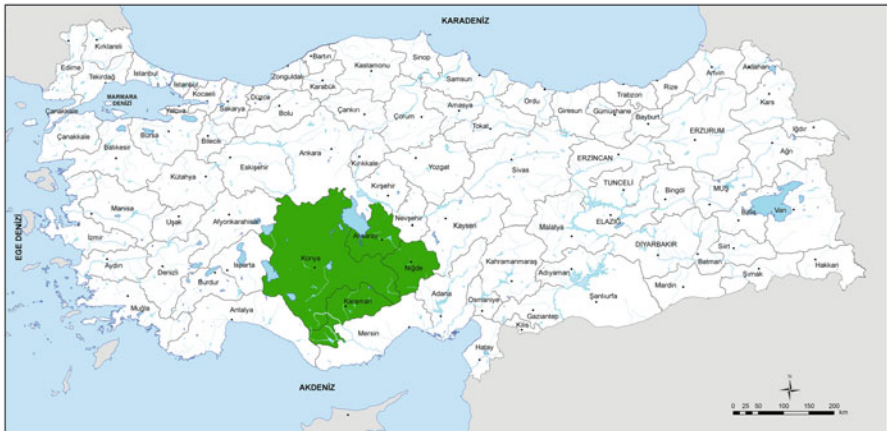 KARADENİZ
Kırklareli
Edirne
Tekirdağ
İstanbul
İstanbul
MARMARA
DENİZİ
Yalova
Kocaeli
Sakarya
Düzce
Bolu
Zonguldak
Bartın
Karabük
Kastamonu
Sinop
Samsun
Çankırı
Çorum
Amasya
Tokat
Ordu
Giresun
Trabzon
Gümüşhane
Bayburt
Rize
Artvin
Ardahan
Kars
Iğdır
Ağrı
ERZURUM
ERZİNCAN
Çanakkale
Çanakkale
Balıkesir
Bursa
Bilecik
Eskişehir
Kütahya
Ankara
Kırıkkale
Kırşehir
Yozgat
Sivas
TUNCELİ
Bingöl
MUŞ
Bitlis
Van
ELAZIĞ
Malatya
DİYARBAKIR
Batman
Siirt
Şırnak
Hakkari
Mardin
Şanlıurfa
Adıyaman
Kahramanmaraş
Kayseri
Nevşehir
Aksaray
Niğde
Konya
Karaman
EGE DENİZİ
Manisa
Uşak
Afyonkarahisar
İzmir
Aydın
Denizli
Burdur
Isparta
Muğla
Antalya
Mersin
Adana
Osmaniye
Gaziantep
Kilis
Hatay
AKDENİZ
N
0 25 50 100 150 200
km